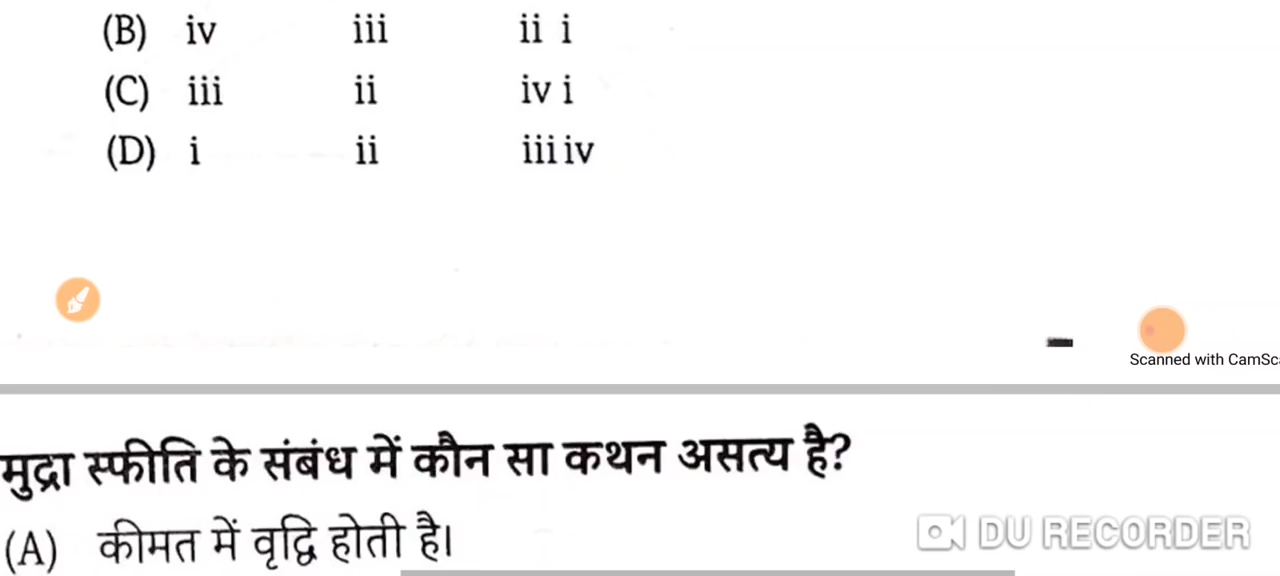 (B) iv iii ii i
(C) iii ii iv i
(D) i ii iii iv
Scanned with CamSc
मुद्रा स्फीति के संबंध में कौन सा कथन असत्य है?
(A) कीमत में वृद्धि होती है।
DU RECORDER